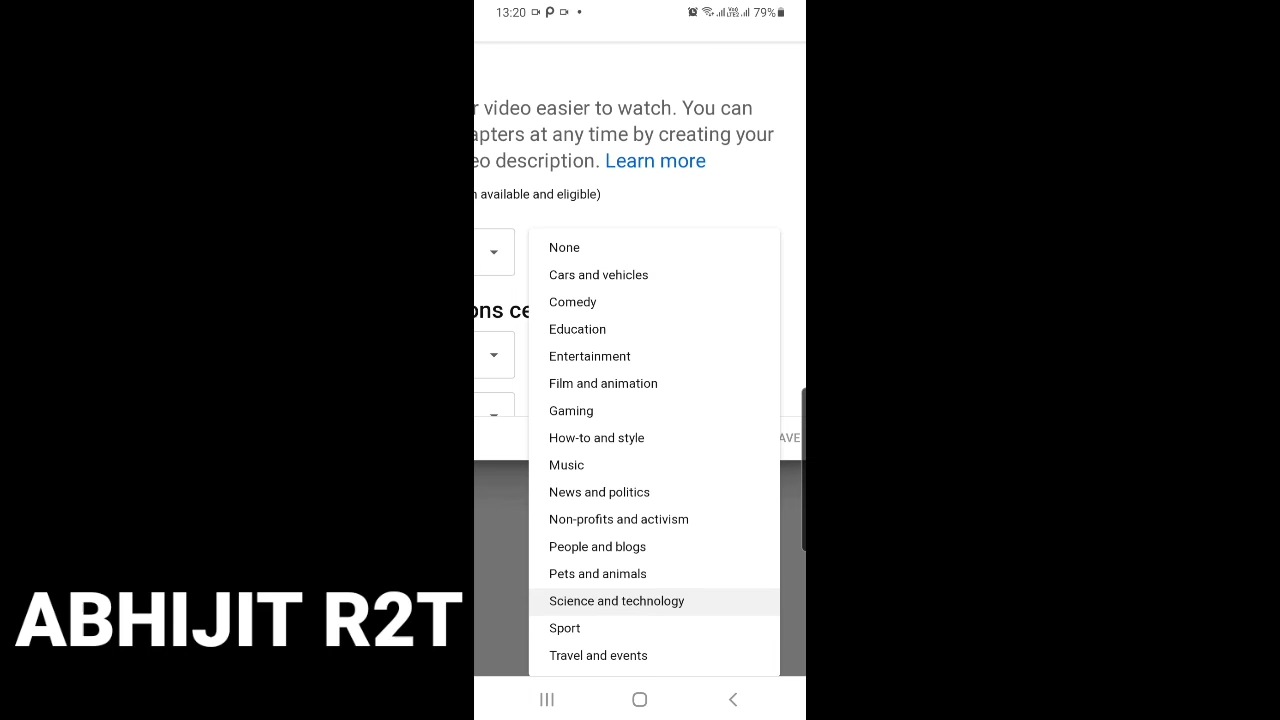 13:20
VoD LTE2 79%
r video easier to watch. You can
apters at any time by creating your
eo description. Learn more
available and eligible)
None
Cars and vehicles
Comedy
ons ce
Education
Entertainment
Film and animation
Gaming
How-to and style
AVE
Music
News and politics
Non-profits and activism
People and blogs
Pets and animals
Science and technology
Sport
Travel and events
ABHIJIT R2T